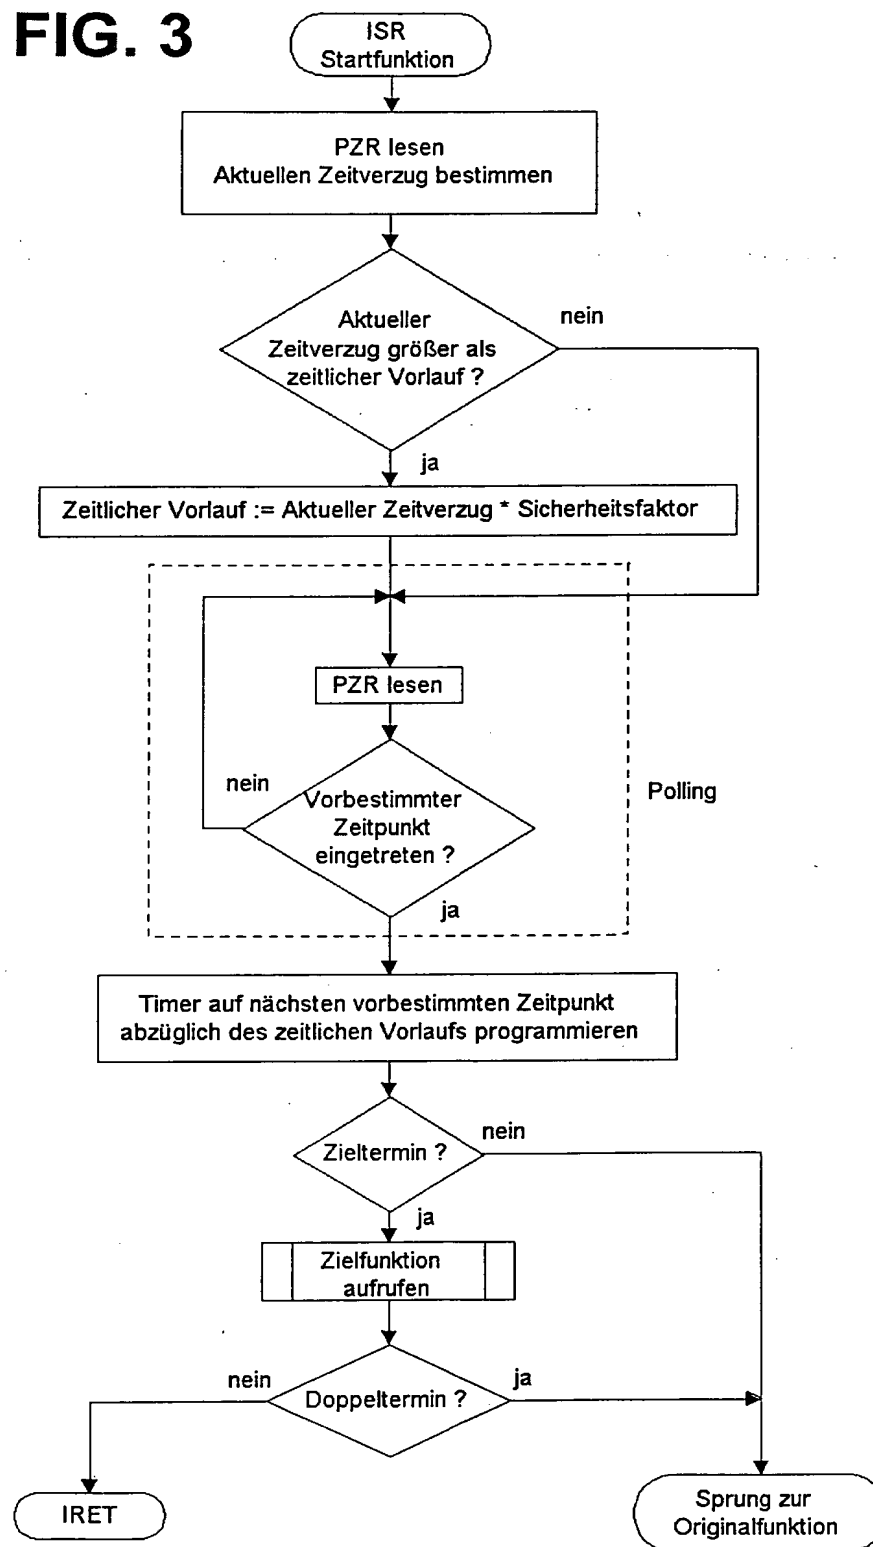 FIG. 3
ISR
Startfunktion
PZR lesen
Aktuellen Zeitverzug bestimmen
Aktueller
Zeitverzug größer als
zeitlicher Vorlauf ?
nein
ja
Zeitlicher Vorlauf := Aktueller Zeitverzug * Sicherheitsfaktor
PZR lesen
nein
Vorbestimmter
Zeitpunkt
eingetreten ?
Polling
ja
Timer auf nächsten vorbestimmten Zeitpunkt
abzüglich des zeitlichen Vorlaufs programmieren
Zieltermin ?
nein
ja
Zielfunktion
aufrufen
nein
Doppeltermin ?
ja
IRET
Sprung zur
Originalfunktion